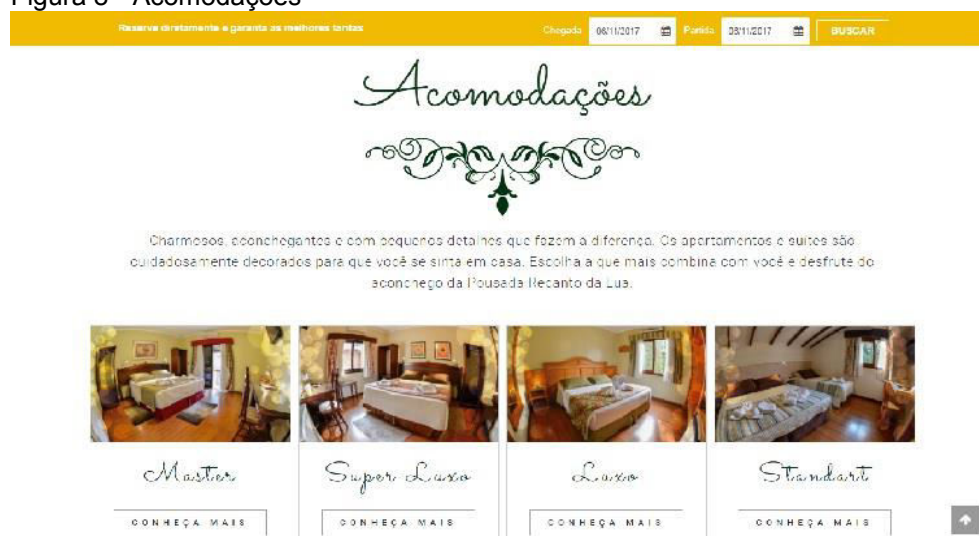 Figura 8 - Acomodações
Reserve diretamente e garanta as melhores tarifas
Chegada 06/11/2017 Partida 08/11/2017 BUSCAR
Acomodações
Charmosos, aconchegantes e com pequenos detalhes que fazem a diferença. Os apartamentos e suítes são
cuidadosamente decorados para que você se sinta em casa. Escolha a que mais combina com você e desfrute do
aconchego da Pousada Recanto da Lua.
Master Super Luxo Luxo Standart
CONHEÇA MAIS CONHEÇA MAIS CONHEÇA MAIS CONHEÇA MAIS